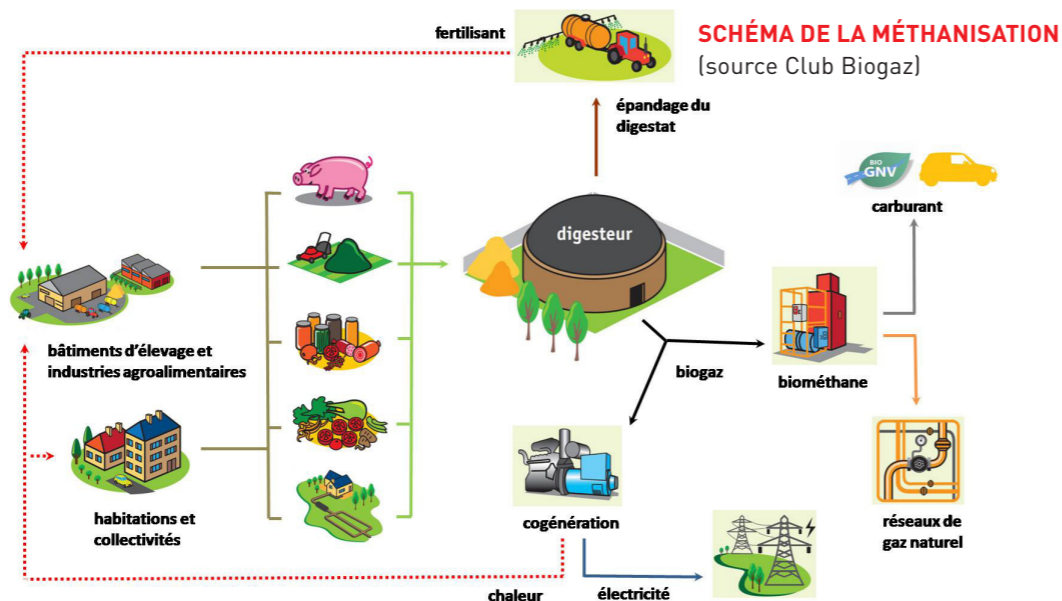 fertilisant
SCHÉMA DE LA MÉTHANISATION
(source Club Biogaz)
épandage du
digestat
BIO
GNV
carburant
digesteur
bâtiments d'élevage et
industries agroalimentaires
biogaz
biométhane
habitations et
collectivités
cogénération
réseaux de
gaz naturel
chaleur
électricité